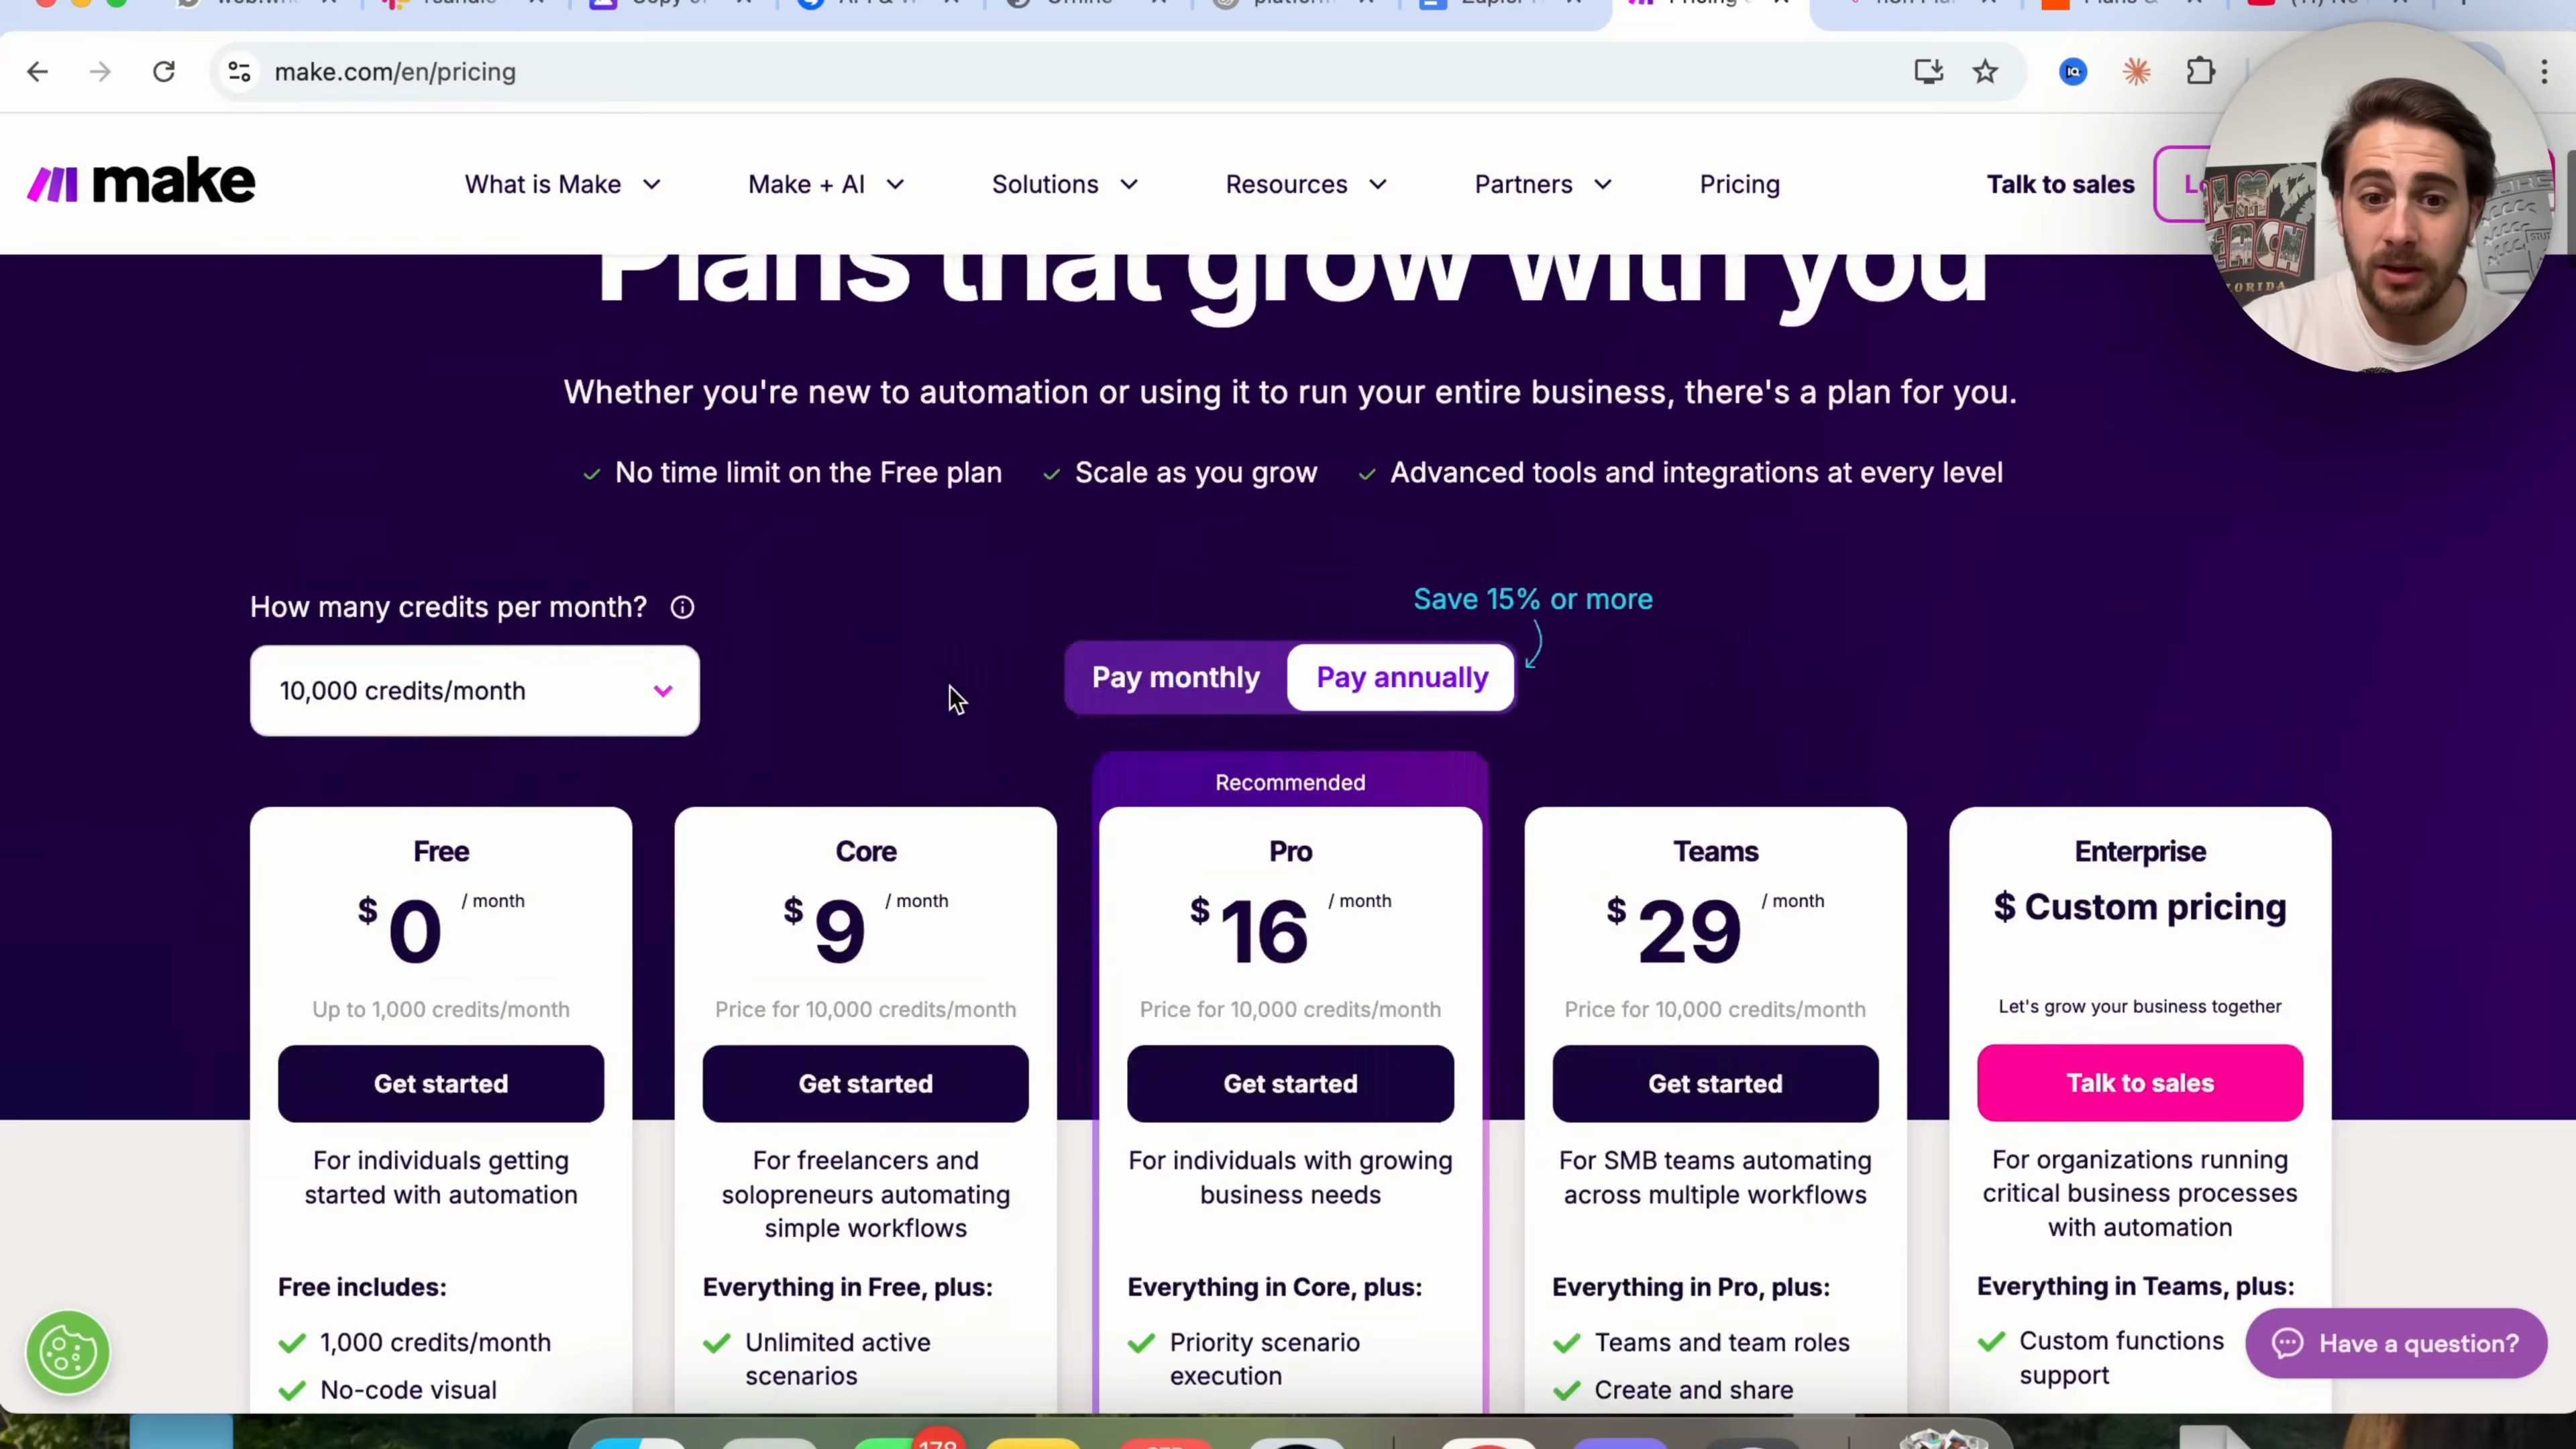 make.com/en/pricing
make
What is Make
Make + AI
Solutions
Resources
Partners
Pricing
Talk to sales
FLORIDA
Plans that grow with you
Whether you're new to automation or using it to run your entire business, there's a plan for you.
No time limit on the Free plan
Scale as you grow
Advanced tools and integrations at every level
How many credits per month?
Save 15% or more
10,000 credits/month
Pay monthly
Pay annually
Recommended
Free
$ 0 / month
Up to 1,000 credits/month
Get started
For individuals getting
started with automation
Free includes:
1,000 credits/month
No-code visual
Core
$ 9 / month
Price for 10,000 credits/month
Get started
For freelancers and
solopreneurs automating
simple workflows
Everything in Free, plus:
Unlimited active
scenarios
Pro
$ 16 / month
Price for 10,000 credits/month
Get started
For individuals with growing
business needs
Everything in Core, plus:
Priority scenario
execution
Teams
$ 29 / month
Price for 10,000 credits/month
Get started
For SMB teams automating
across multiple workflows
Everything in Pro, plus:
Teams and team roles
Create and share
Enterprise
$ Custom pricing
Let's grow your business together
Talk to sales
For organizations running
critical business processes
with automation
Everything in Teams, plus:
Custom functions
support
Have a question?
178